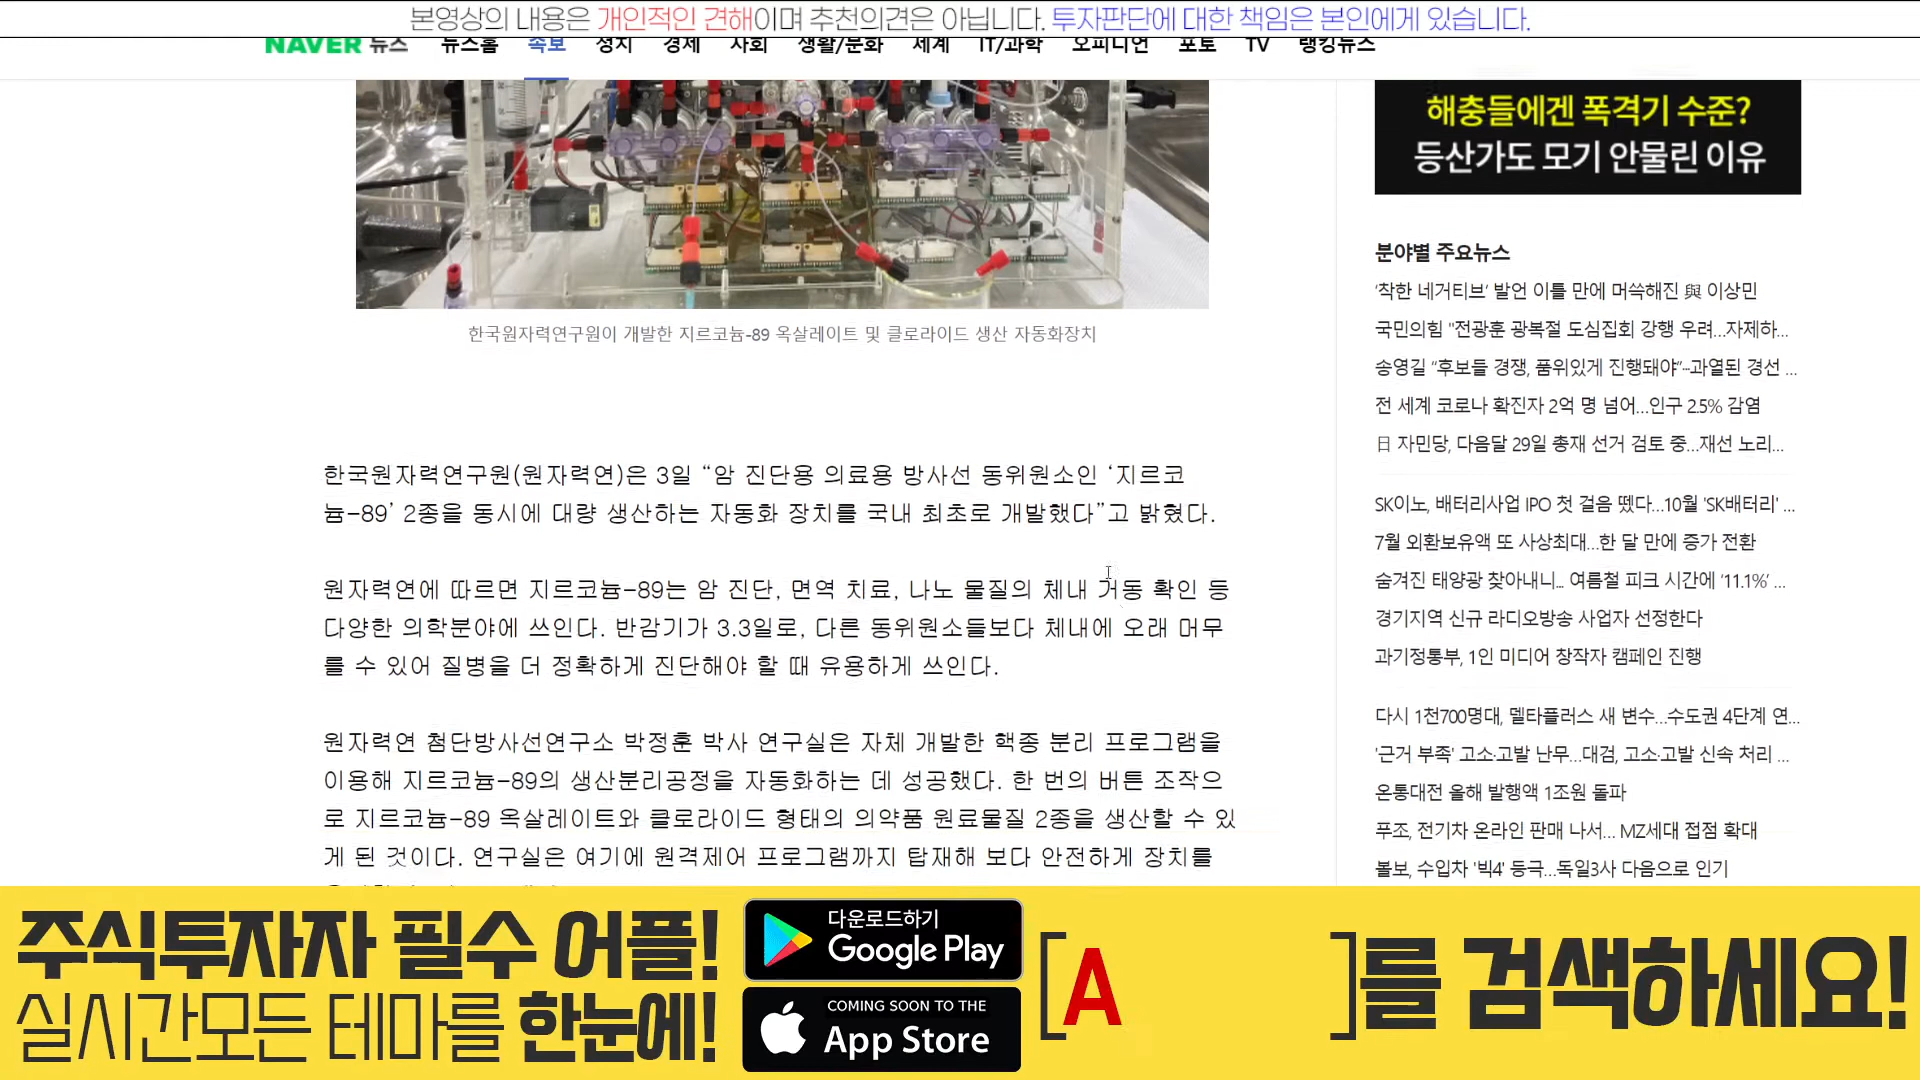 본영상의 내용은 개인적인 견해이며 추천의견은 아닙니다. 투자판단에 대한 책임은 본인에게 있습니다.
NAVER 뉴스 뉴스홈 속보 정치 경제 사회 생활/문화 세계 IT/과학 오피니언 포토 TV 랭킹뉴스
한국원자력연구원이 개발한 지르코늄-89 옥살레이트 및 클로라이드 생산 자동화장치
한국원자력연구원(원자력연)은 3일 “암 진단용 의료용 방사선 동위원소인 ‘지르코
늄-89’ 2종을 동시에 대량 생산하는 자동화 장치를 국내 최초로 개발했다”고 밝혔다.
원자력연에 따르면 지르코늄-89는 암 진단, 면역 치료, 나노 물질의 체내 거동 확인 등
다양한 의학분야에 쓰인다. 반감기가 3.3일로, 다른 동위원소들보다 체내에 오래 머무
를 수 있어 질병을 더 정확하게 진단해야 할 때 유용하게 쓰인다.
원자력연 첨단방사선연구소 박정훈 박사 연구실은 자체 개발한 핵종 분리 프로그램을
이용해 지르코늄-89의 생산분리공정을 자동화하는 데 성공했다. 한 번의 버튼 조작으
로 지르코늄-89 옥살레이트와 클로라이드 형태의 의약품 원료물질 2종을 생산할 수 있
게 된 것이다. 연구실은 여기에 원격제어 프로그램까지 탑재해 보다 안전하게 장치를
해충들에겐 폭격기 수준?
등산가도 모기 안물린 이유
분야별 주요뉴스
‘착한 네거티브’ 발언 이틀 만에 머쓱해진 與 이상민
국민의힘 "전광훈 광복절 도심집회 강행 우려…자제하...
송영길 “후보들 경쟁, 품위있게 진행돼야”…과열된 경선 ...
전 세계 코로나 확진자 2억 명 넘어…인구 2.5% 감염
日 자민당, 다음달 29일 총재 선거 검토 중…재선 노리...
SK이노, 배터리사업 IPO 첫 걸음 뗐다…10월 'SK배터리' ...
7월 외환보유액 또 사상최대…한 달 만에 증가 전환
숨겨진 태양광 찾아내니... 여름철 피크 시간에 ‘11.1%’ ...
경기지역 신규 라디오방송 사업자 선정한다
과기정통부, 1인 미디어 창작자 캠페인 진행
다시 1천700명대, 델타플러스 새 변수…수도권 4단계 연...
'근거 부족' 고소·고발 난무…대검, 고소·고발 신속 처리 ...
온통대전 올해 발행액 1조원 돌파
푸조, 전기차 온라인 판매 나서… MZ세대 접점 확대
볼보, 수입차 '빅4' 등극…독일3사 다음으로 인기
주식투자자 필수 어플!
실시간모든 테마를 한눈에!
다운로드하기
Google Play
COMING SOON TO THE
App Store
[A ]를 검색하세요!